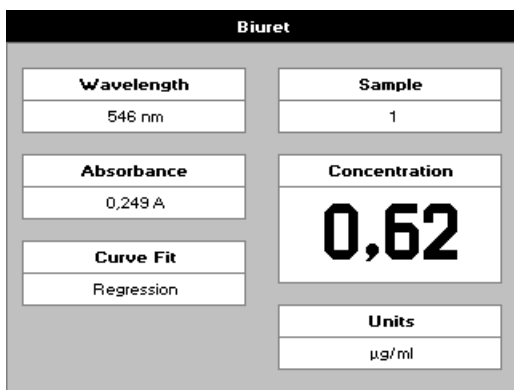 Biuret
Wavelength
546 nm
Absorbance
0,249 A
Curve Fit
Regression
Sample
1
Concentration
0,62
Units
µg/ml